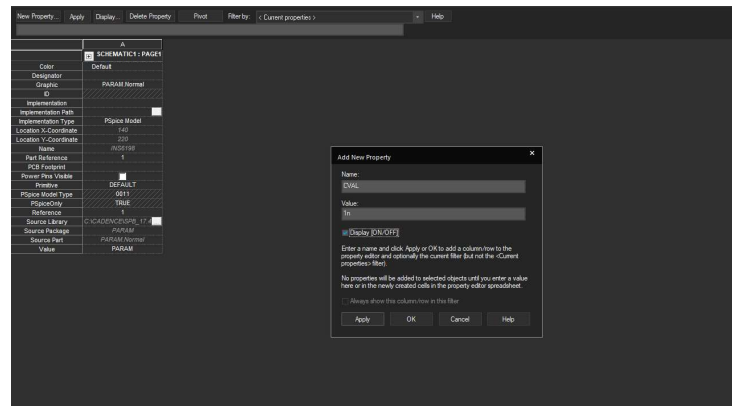 New Property... Apply Display... Delete Property Pivot Filter by: < Current properties > Help
A
SCHEMATIC1 : PAGE1
Color Default
Designator
Graphic PARAM.Normal
ID
Implementation
Implementation Path
Implementation Type PSpice Model
Location X-Coordinate 140
Location Y-Coordinate 220
Name INS6198
Part Reference 1
PCB Footprint
Power Pins Visible
Primitive DEFAULT
PSpice Model Type 0011
PSpiceOnly TRUE
Reference 1
Source Library C:\CADENCE\SPB_17.4
Source Package PARAM
Source Part PARAM.Normal
Value PARAM
Add New Property ×
Name:
CVAL
Value:
1n
Display [ON/OFF]
Enter a name and click Apply or OK to add a column/row to the
property editor and optionally the current filter (but not the <Current
properties> filter).
No properties will be added to selected objects until you enter a value
here or in the newly created cells in the property editor spreadsheet.
Always show this column/row in this filter
Apply OK Cancel Help